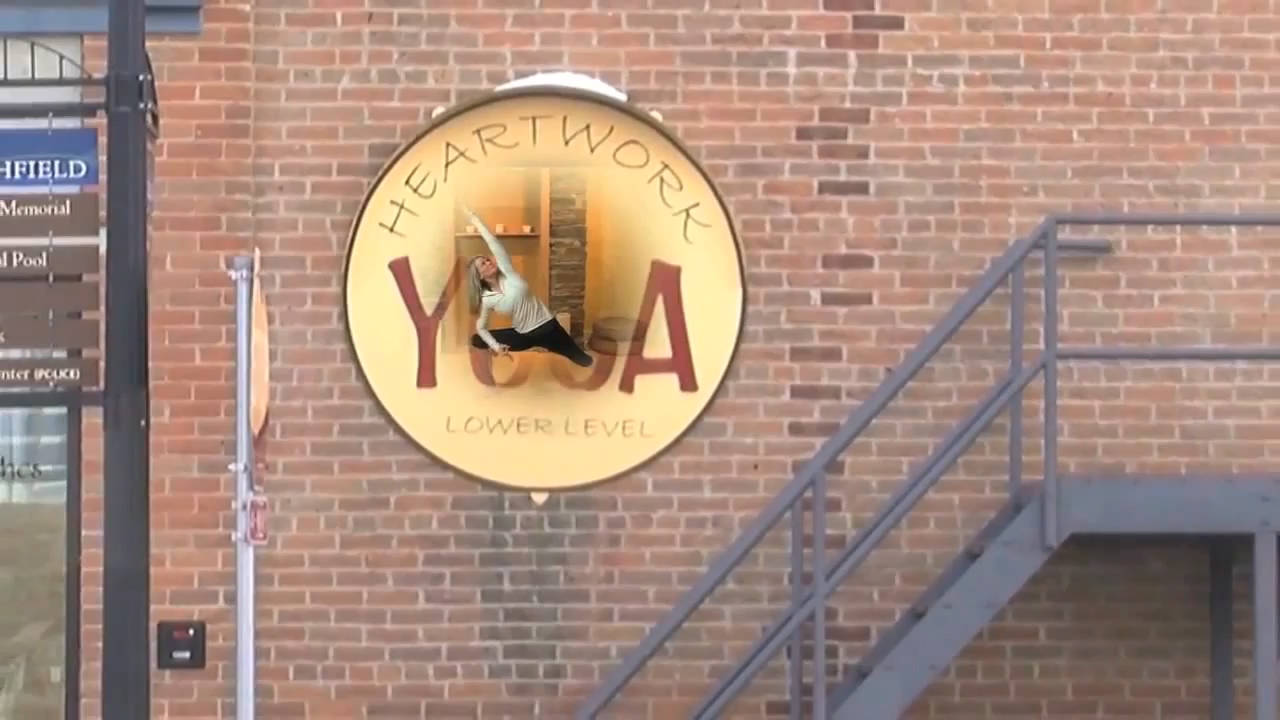 HEARTWORK
YOGA
LOWER LEVEL
HFIELD
Memorial
l Pool
k
nter (POLICE)